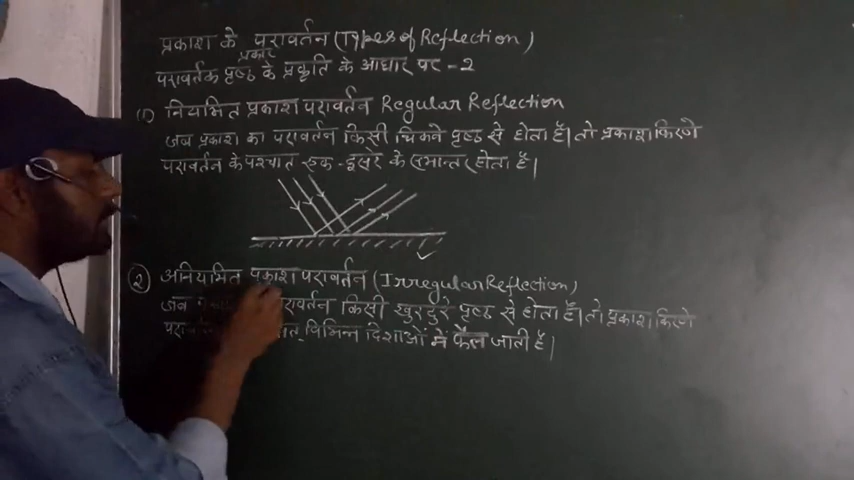 प्रकाश के परावर्तन (Types of Reflection)
प्रकार
परावर्तक पृष्ठ के प्रकृति के आधार पर - 2
(1) नियमित प्रकाश परावर्तन Regular Reflection
जब प्रकाश का परावर्तन किसी चिकने पृष्ठ से होता है। तो प्रकाश किरणे
परावर्तन के पश्चात एक-दूसरे के समान्तर होता है।
(2) अनियमित प्रकाश परावर्तन (Irregular Reflection)
जब परावर्तन किसी खुरदुरे पृष्ठ से होता है। तो प्रकाश किरणे
विभिन्न दिशाओं में फैल जाती है।